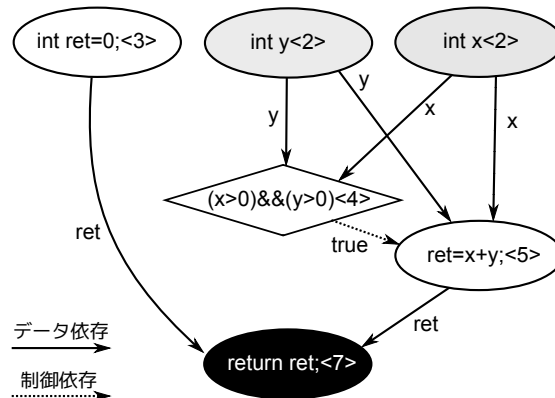 int ret=0;<3>
int y<2>
int x<2>
y
y
x
x
(x>0)&&(y>0)<4>
ret
true
ret=x+y;<5>
ret
データ依存
return ret;<7>
制御依存